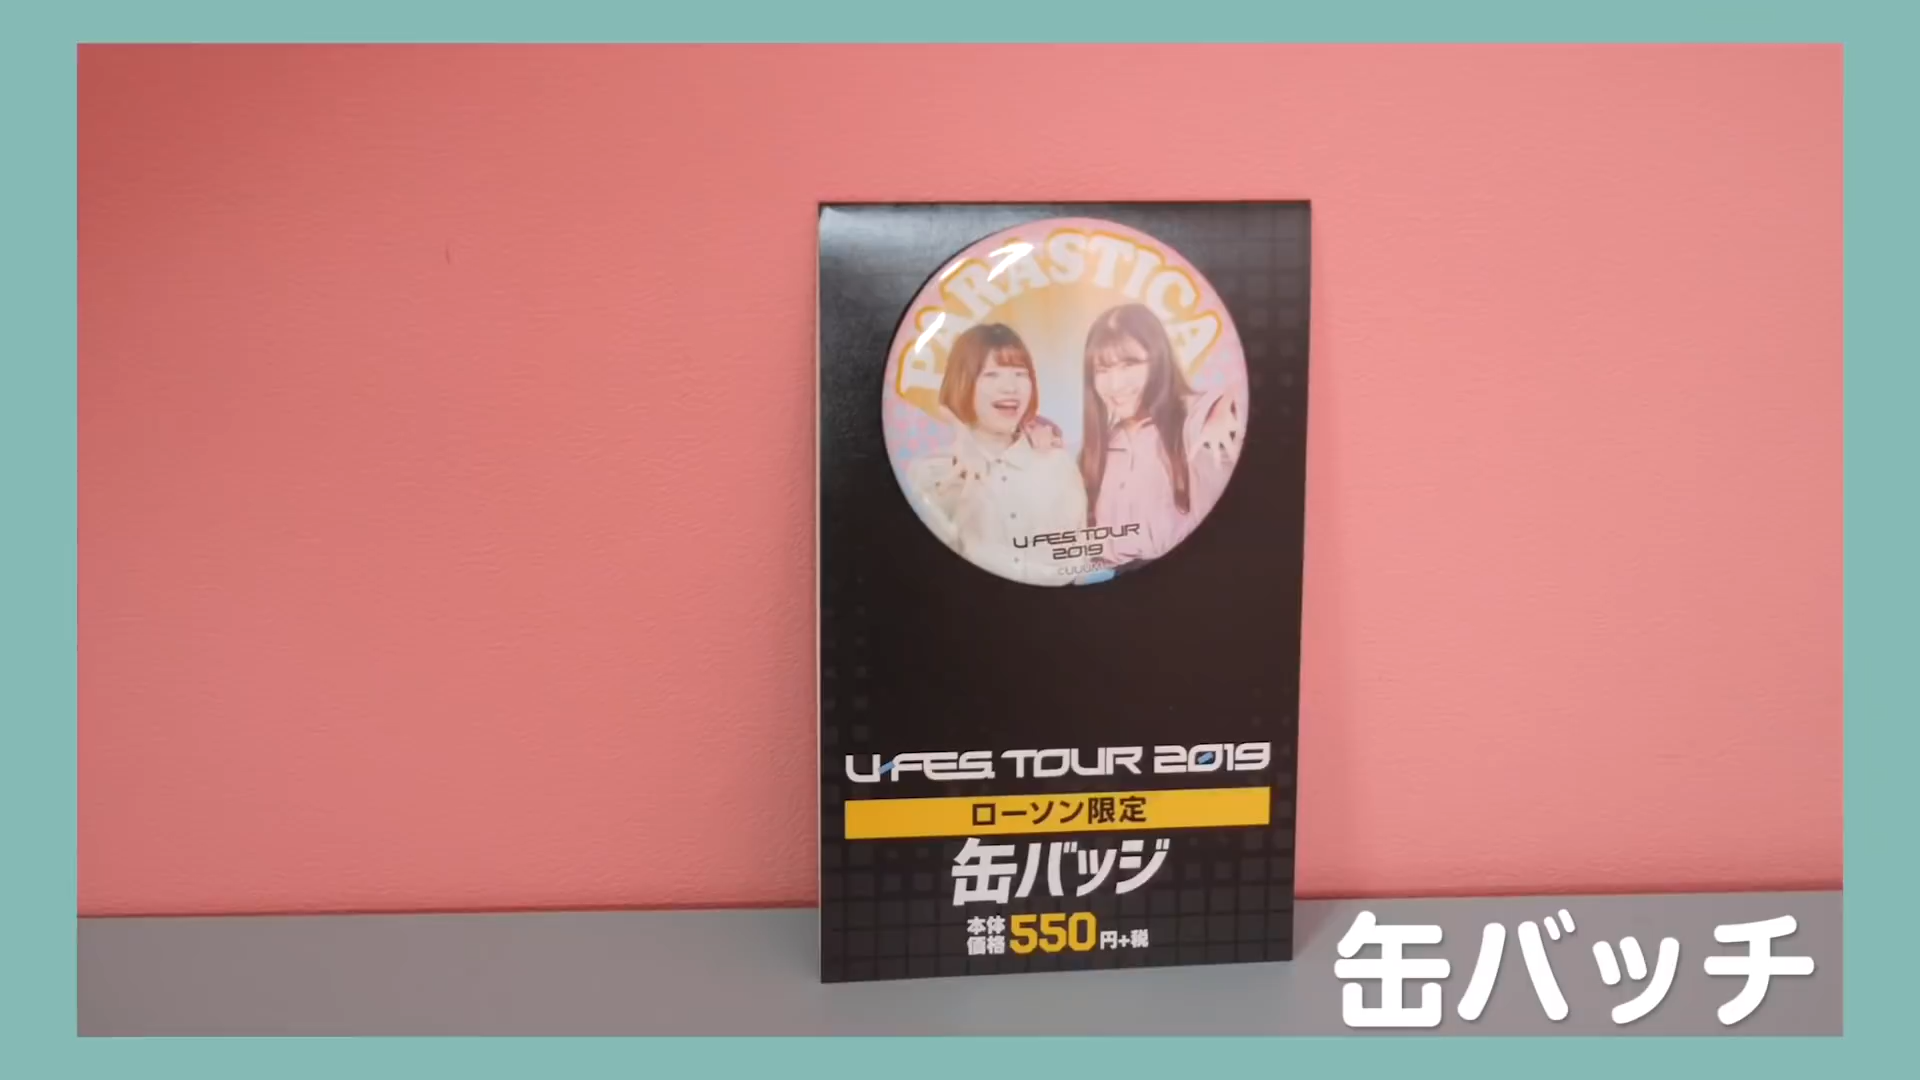 PARASTICA
U-FES. TOUR
2019
©UUUM
U-FES. TOUR 2019
ローソン限定
缶バッジ
本体
価格 550 円+税
缶バッチ